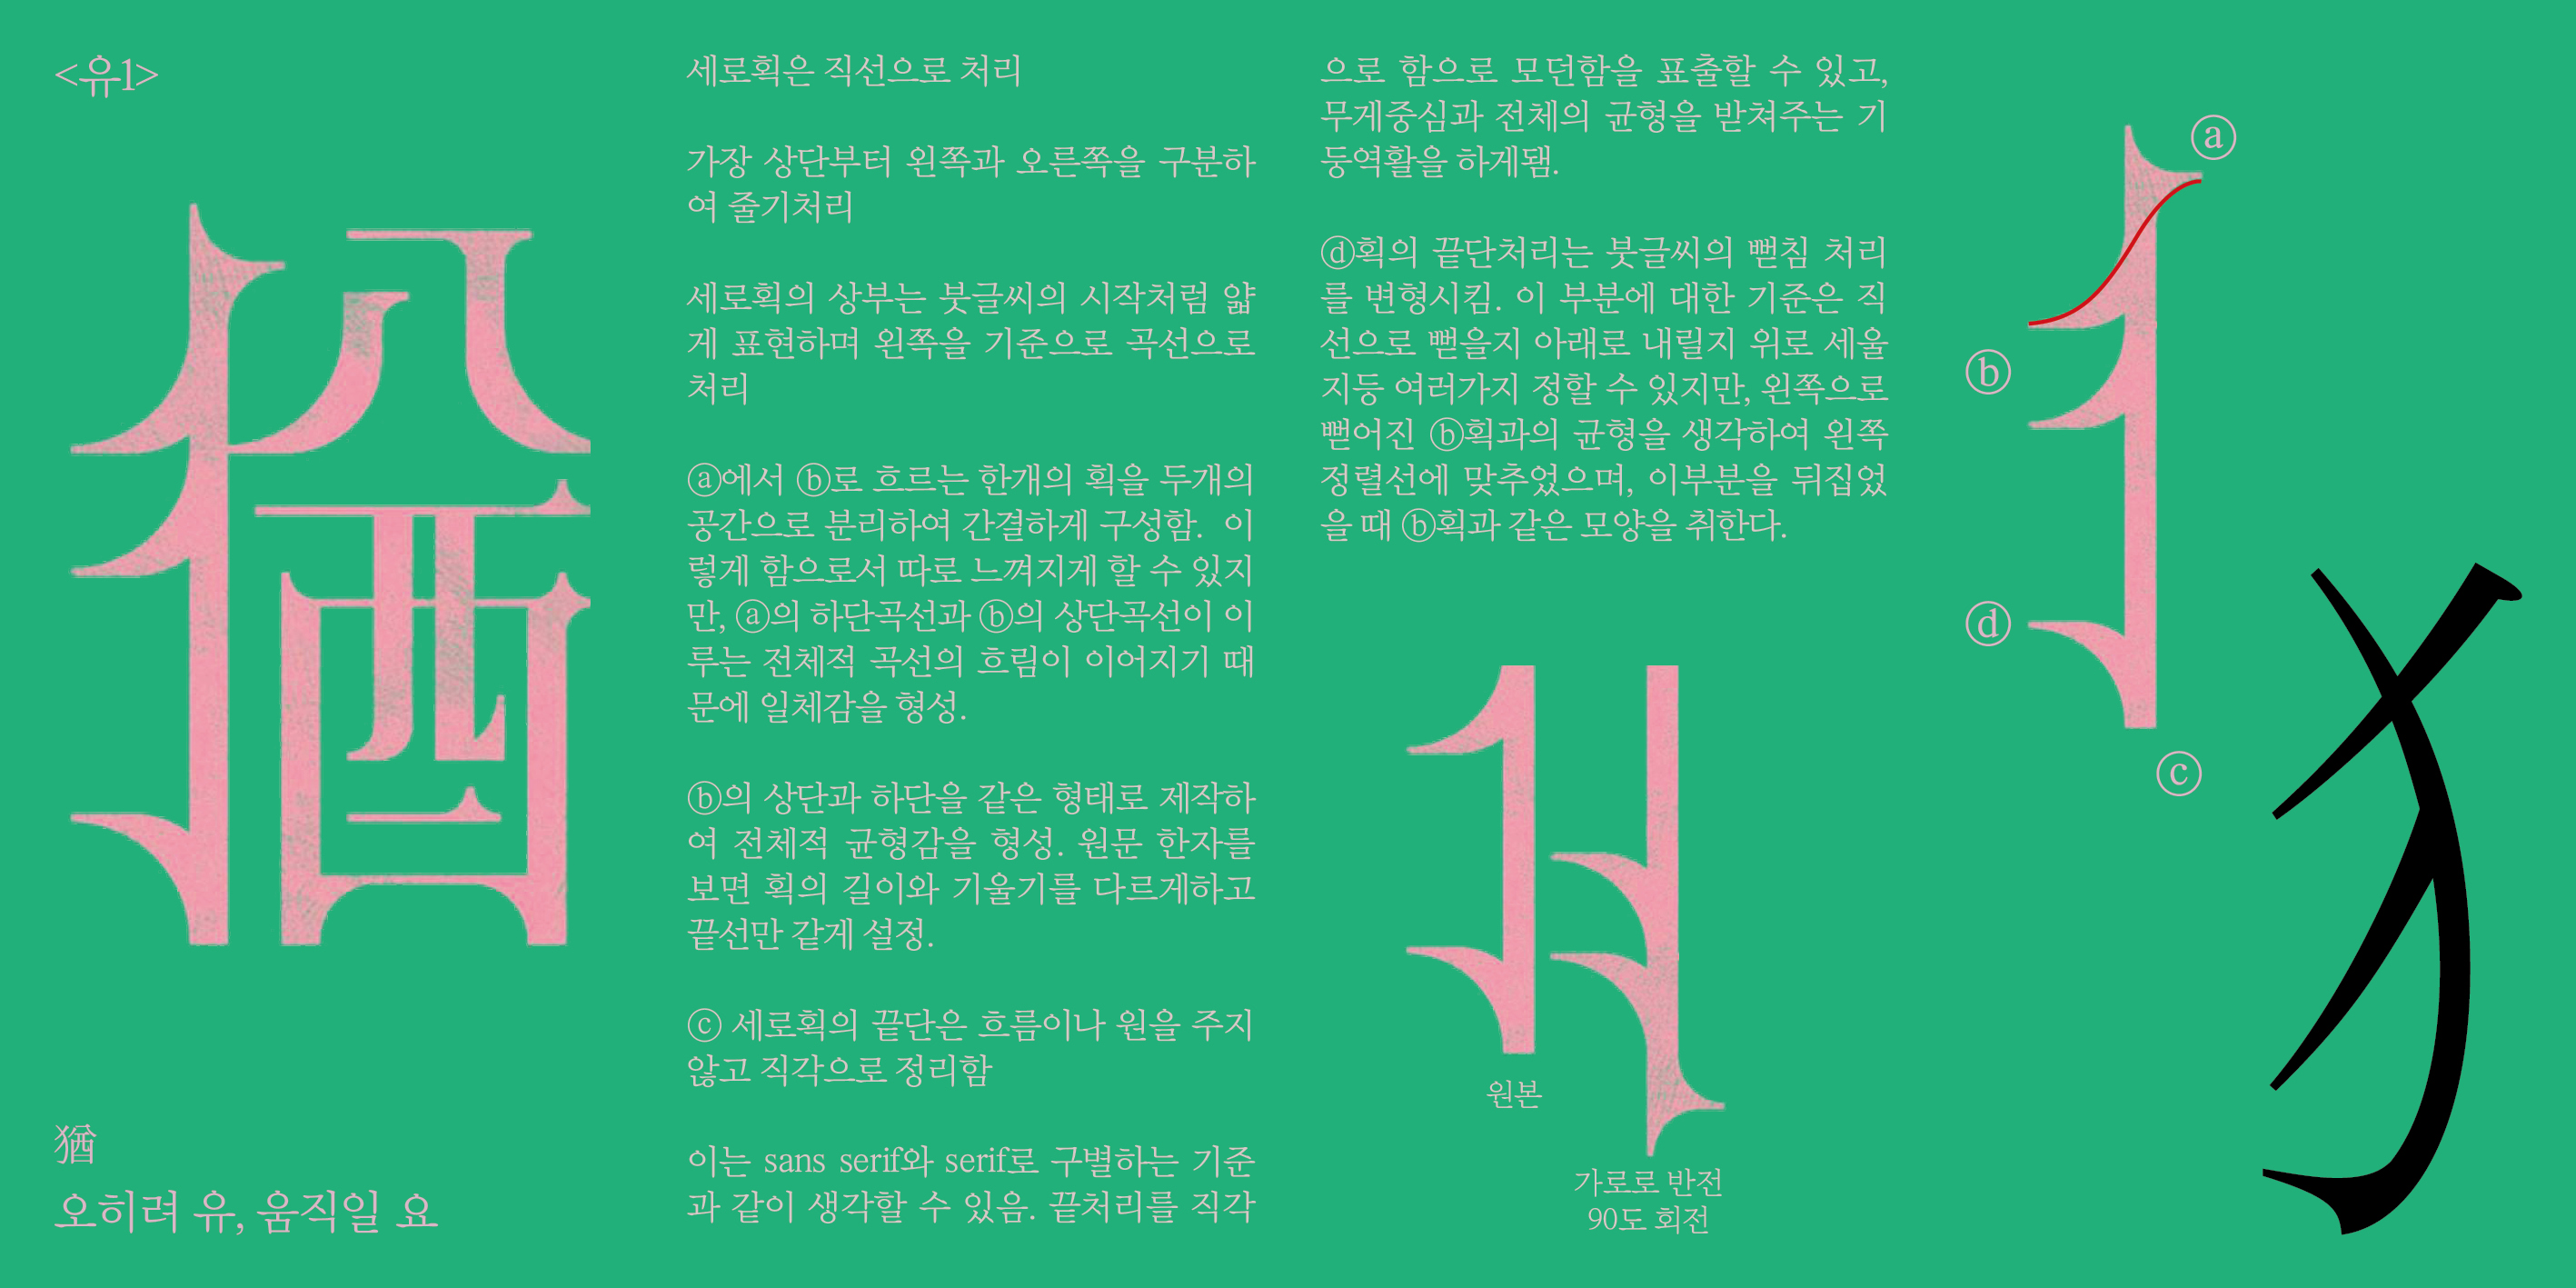 <유1>
猶
오히려 유, 움직일 요
세로획은 직선으로 처리
가장 상단부터 왼쪽과 오른쪽을 구분하
여 줄기처리
세로획의 상부는 붓글씨의 시작처럼 얇
게 표현하며 왼쪽을 기준으로 곡선으로
처리
ⓐ에서 ⓑ로 흐르는 한개의 획을 두개의
공간으로 분리하여 간결하게 구성함. 이
렇게 함으로서 따로 느껴지게 할 수 있지
만, ⓐ의 하단곡선과 ⓑ의 상단곡선이 이
루는 전체적 곡선의 흐림이 이어지기 때
문에 일체감을 형성.
ⓑ의 상단과 하단을 같은 형태로 제작하
여 전체적 균형감을 형성. 원문 한자를
보면 획의 길이와 기울기를 다르게하고
끝선만 같게 설정.
ⓒ 세로획의 끝단은 흐름이나 원을 주지
않고 직각으로 정리함
이는 sans serif와 serif로 구별하는 기준
과 같이 생각할 수 있음. 끝처리를 직각
으로 함으로 모던함을 표출할 수 있고,
무게중심과 전체의 균형을 받쳐주는 기
둥역활을 하게됌.
ⓓ획의 끝단처리는 붓글씨의 뻗침 처리
를 변형시킴. 이 부분에 대한 기준은 직
선으로 뻗을지 아래로 내릴지 위로 세울
지등 여러가지 정할 수 있지만, 왼쪽으로
뻗어진 ⓑ획과의 균형을 생각하여 왼쪽
정렬선에 맞추었으며, 이부분을 뒤집었
을 때 ⓑ획과 같은 모양을 취한다.
원본
가로로 반전
90도 회전
ⓐ
ⓑ
ⓓ
ⓒ